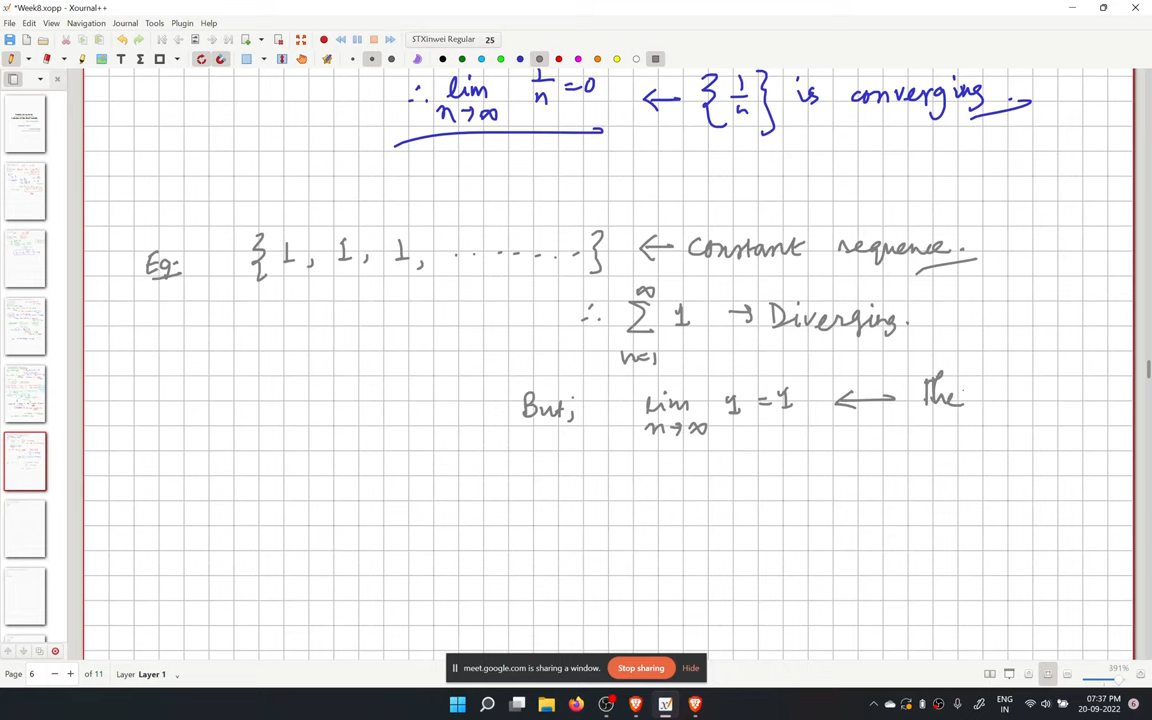 *Week8.xopp - Xournal++
File Edit View Navigation Journal Tools Plugin Help
STXinwei Regular 25
∴ lim n→∞ 1/n = 0 ← {1/n} is converging.
Eg: {1, 1, 1, ..........} ← Constant sequence.
∴ ∑ n=1 ∞ 1 → Diverging.
But; lim n→∞ 1 = 1 ⟷ the
meet.google.com is sharing a window. Stop sharing Hide
Page 6 of 11 Layer Layer 1 391%
ENG IN 07:37 PM 20-09-2022 6